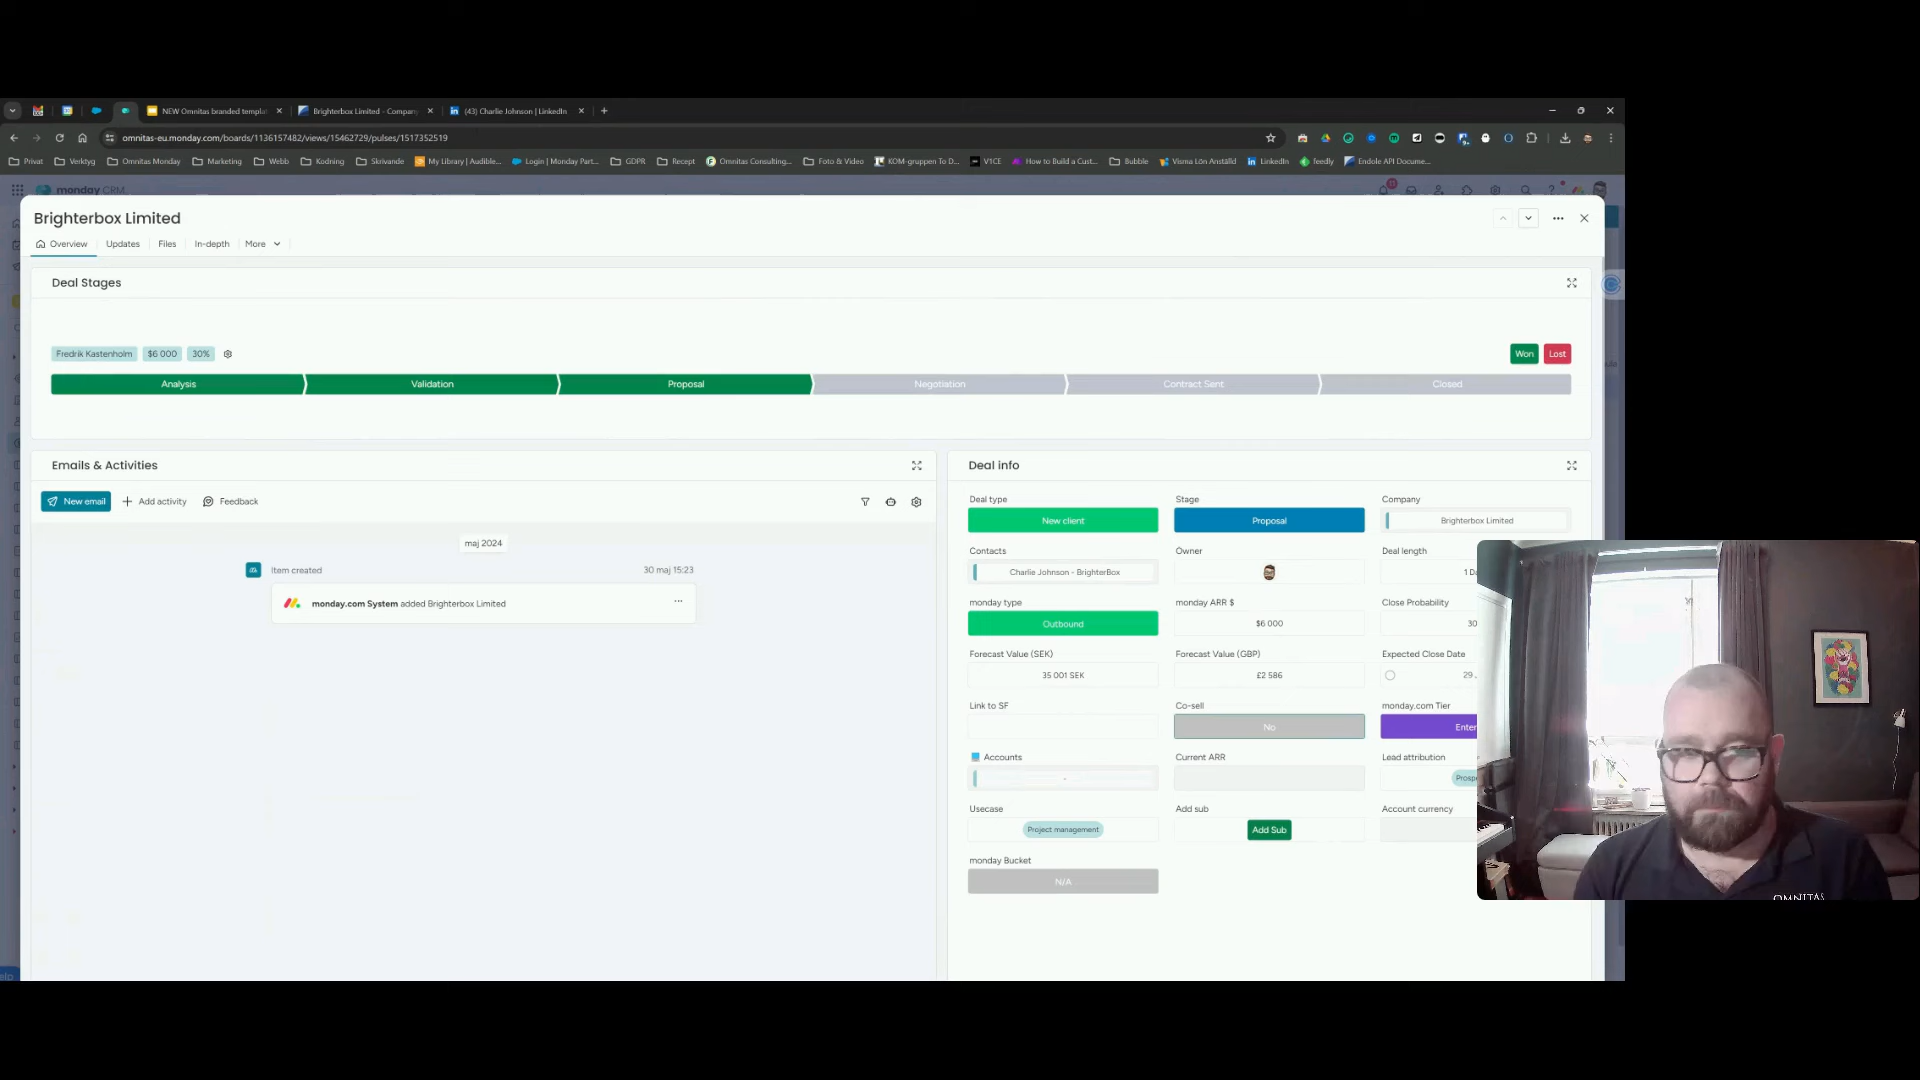 NEW Omnitas branded templat
Brighterbox Limited - Company
(43) Charlie Johnson | LinkedIn
omnitas-eu.monday.com/boards/1136157482/views/15462729/pulses/1517352519
Privat
Verktyg
Omnitas Monday
Marketing
Webb
Kodning
Skrivande
My Library | Audible...
Login | Monday Part...
GDPR
Recept
Omnitas Consulting...
Foto & Video
KOM-gruppen To D...
V1CE
How to Build a Cust...
Bubble
Visma Lön Anställd
LinkedIn
feedly
Endole API Docume...
monday CRM
Brighterbox Limited
Overview
Updates
Files
In-depth
More
Deal Stages
Fredrik Kastenholm
$6 000
30%
Won
Lost
Analysis
Validation
Proposal
Negotiation
Contract Sent
Closed
Emails & Activities
New email
Add activity
Feedback
maj 2024
Item created
30 maj 15:23
monday.com System added Brighterbox Limited
Deal info
Deal type
Stage
Company
New client
Proposal
Brighterbox Limited
Contacts
Owner
Deal length
Charlie Johnson - BrighterBox
monday type
monday ARR $
Close Probability
Outbound
$6 000
30
Forecast Value (SEK)
Forecast Value (GBP)
Expected Close Date
35 001 SEK
£2 586
29
Link to SF
Co-sell
monday.com Tier
No
Enter
Accounts
Current ARR
Lead attribution
Prosp
Usecase
Add sub
Account currency
Project management
Add Sub
monday Bucket
N/A
OMNITAS